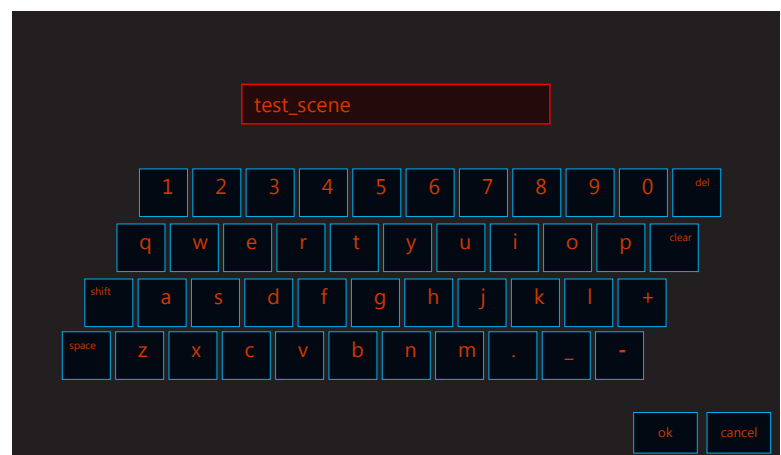 test_scene
1 2 3 4 5 6 7 8 9 0 del
q w e r t y u i o p clear
shift a s d f g h j k l +
space z x c v b n m . _ -
ok cancel